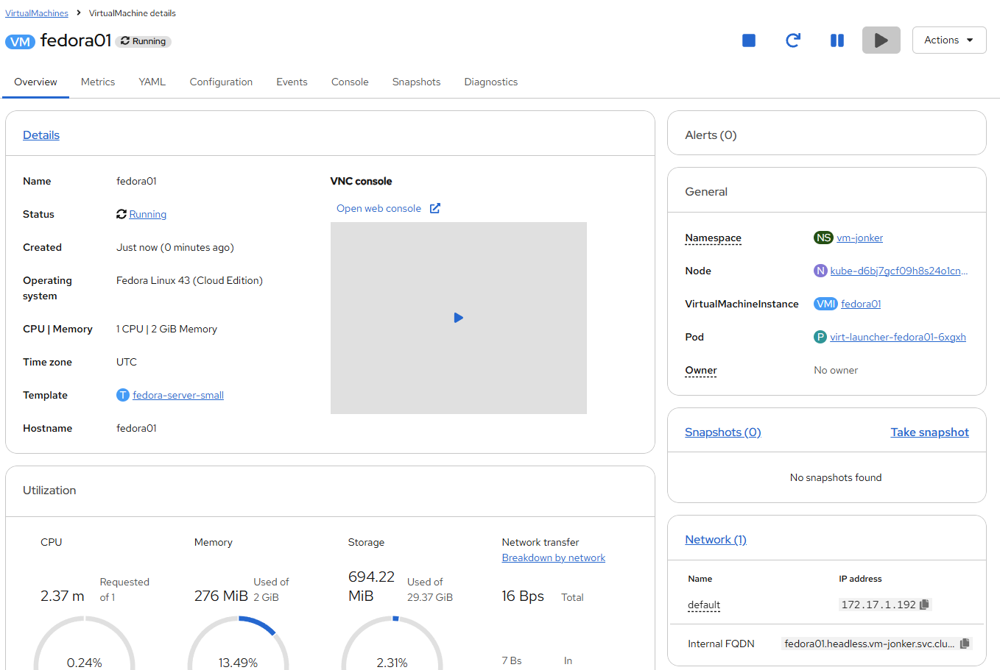 VirtualMachines > VirtualMachine details
VM fedora01 Running
Actions
Overview Metrics YAML Configuration Events Console Snapshots Diagnostics
Details
Name fedora01
Status Running
Created Just now (0 minutes ago)
Operating system Fedora Linux 43 (Cloud Edition)
CPU | Memory 1 CPU | 2 GiB Memory
Time zone UTC
Template T fedora-server-small
Hostname fedora01
VNC console
Open web console
Utilization
CPU
2.37 m Requested of 1
0.24%
Memory
276 MiB Used of 2 GiB
13.49%
Storage
694.22 MiB Used of 29.37 GiB
2.31%
Network transfer
Breakdown by network
16 Bps Total
7 Bs In
Alerts (0)
General
Namespace NS vm-jonker
Node N kube-d6bj7gcf09h8s24o1cn...
VirtualMachineInstance VMI fedora01
Pod P virt-launcher-fedora01-6xgxh
Owner No owner
Snapshots (0) Take snapshot
No snapshots found
Network (1)
Name IP address
default 172.17.1.192
Internal FQDN fedora01.headless.vm-jonker.svc.clu...